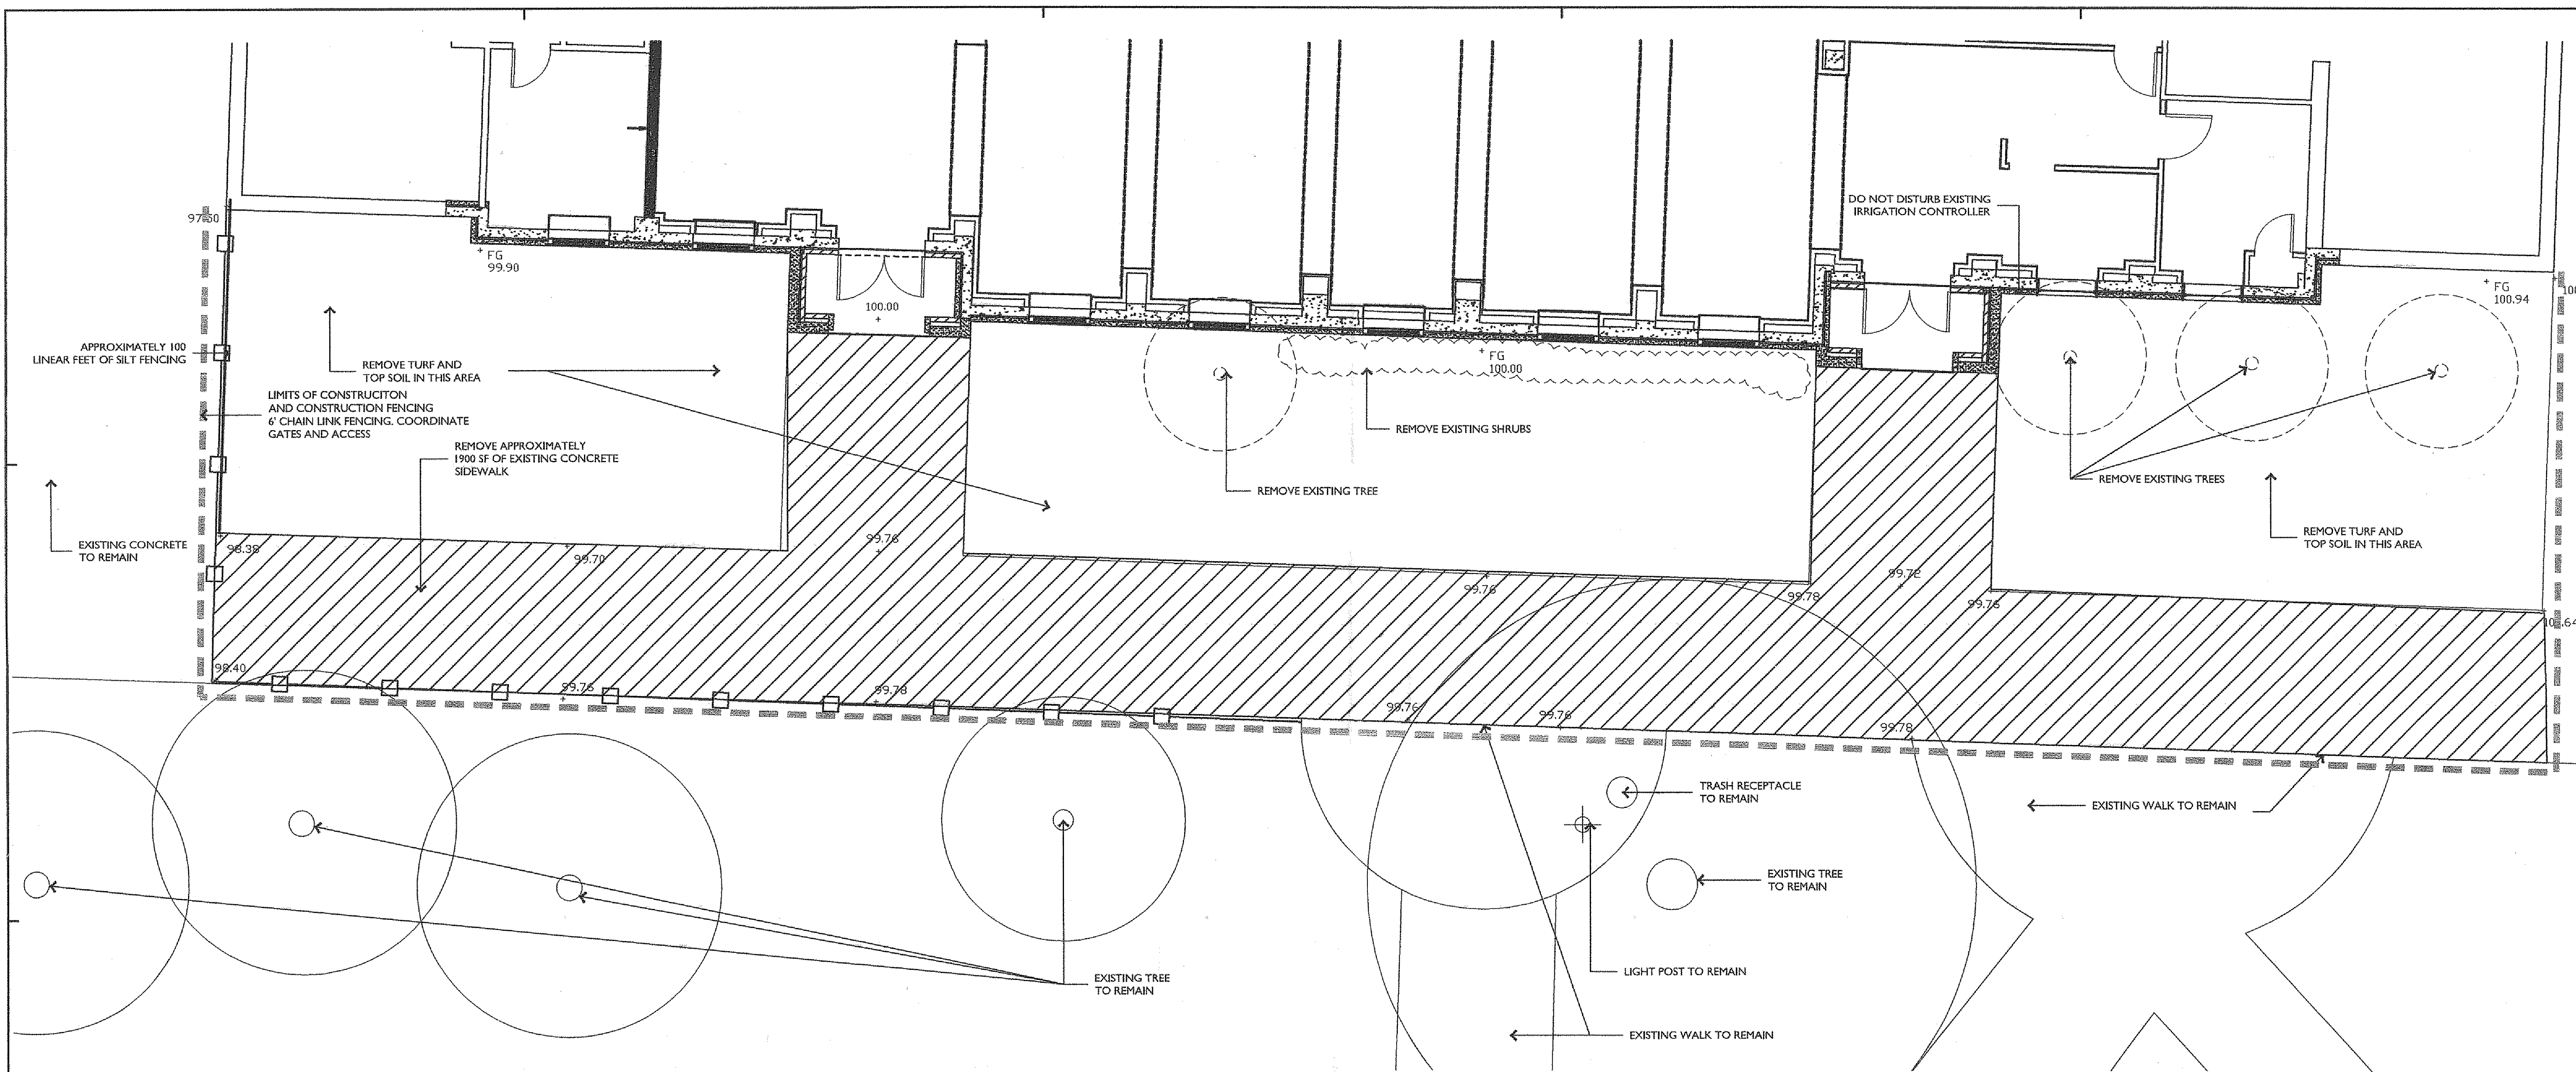 DO NOT DISTURB EXISTING
IRRIGATION CONTROLLER
97.50
FG
99.90
FG
100.94
100.00
APPROXIMATELY 100
LINEAR FEET OF SILT FENCING
REMOVE TURF AND
TOP SOIL IN THIS AREA
FG
100.00
LIMITS OF CONSTRUCITON
AND CONSTRUCTION FENCING
6' CHAIN LINK FENCING. COORDINATE
GATES AND ACCESS
REMOVE EXISTING SHRUBS
REMOVE APPROXIMATELY
1900 SF OF EXISTING CONCRETE
SIDEWALK
REMOVE EXISTING TREE
REMOVE EXISTING TREES
EXISTING CONCRETE
TO REMAIN
REMOVE TURF AND
TOP SOIL IN THIS AREA
98.38
99.70
99.76
99.76
99.78
99.72
99.76
98.40
99.76
99.78
99.76
99.76
99.78
TRASH RECEPTACLE
TO REMAIN
EXISTING WALK TO REMAIN
EXISTING TREE
TO REMAIN
EXISTING TREE
TO REMAIN
LIGHT POST TO REMAIN
EXISTING WALK TO REMAIN